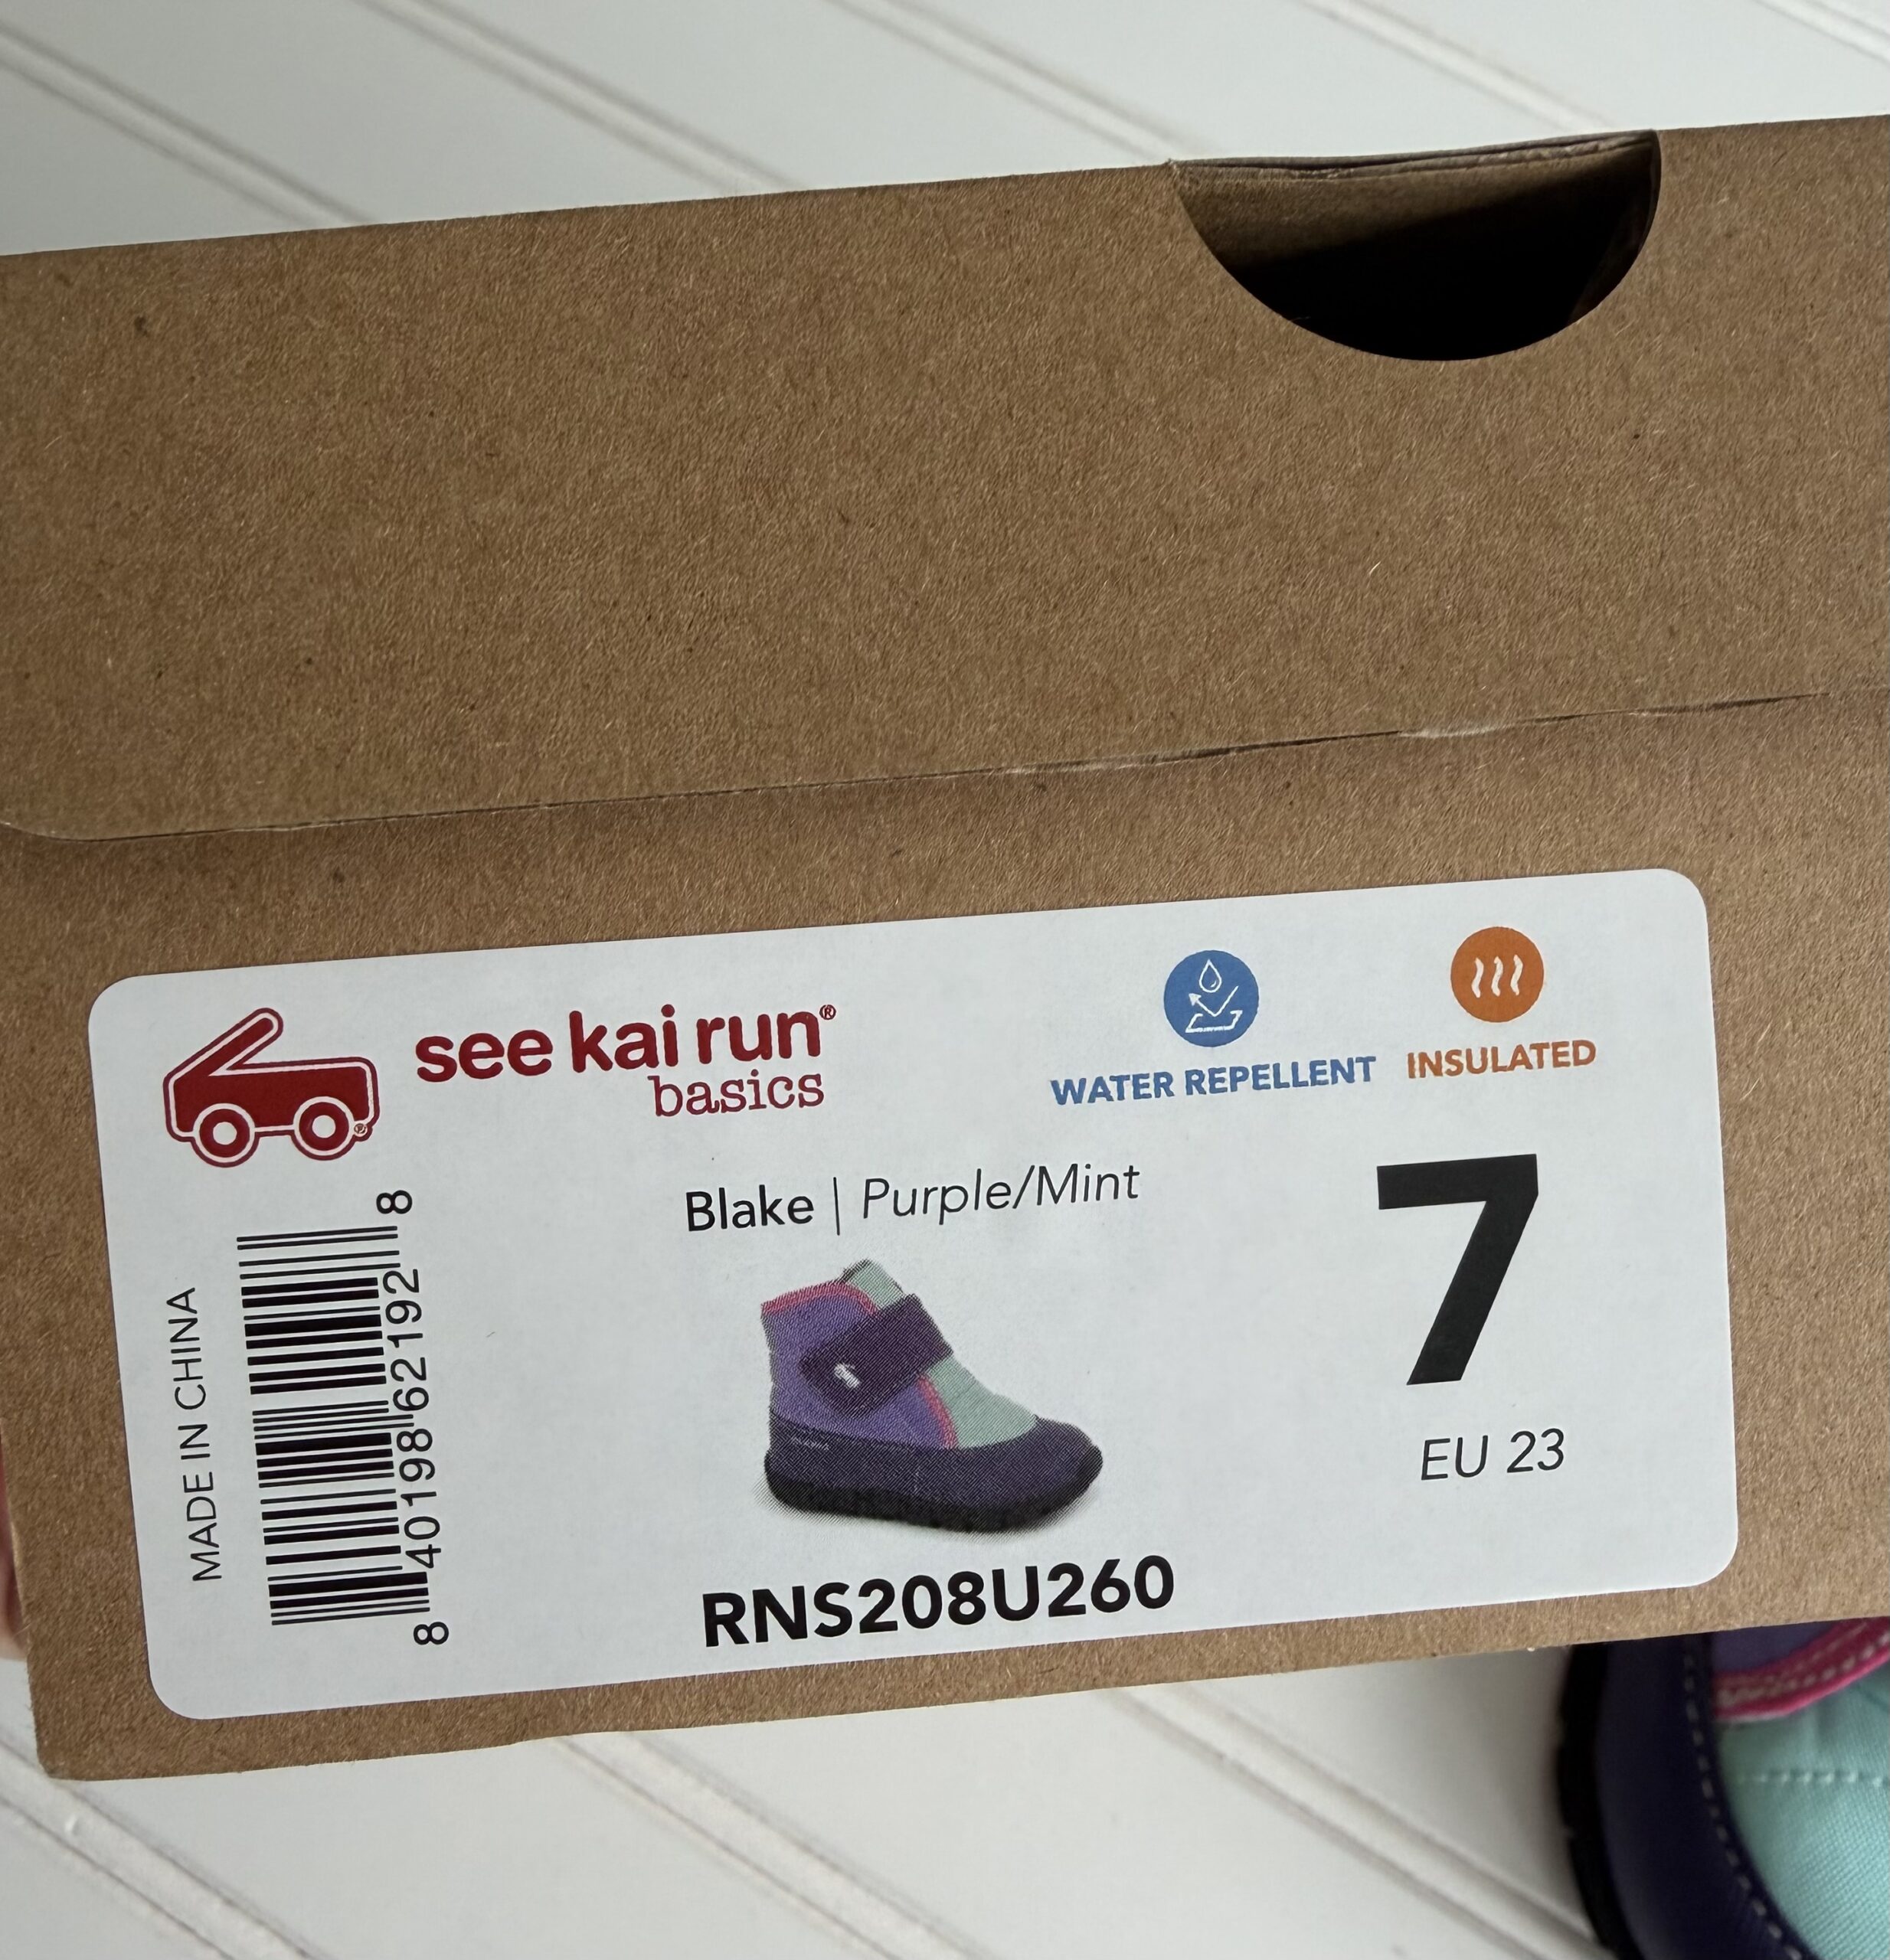 see kai run®
basics
WATER REPELLENT
INSULATED
Blake | Purple/Mint
7
EU 23
MADE IN CHINA
8 40198 62192 8
RNS208U260